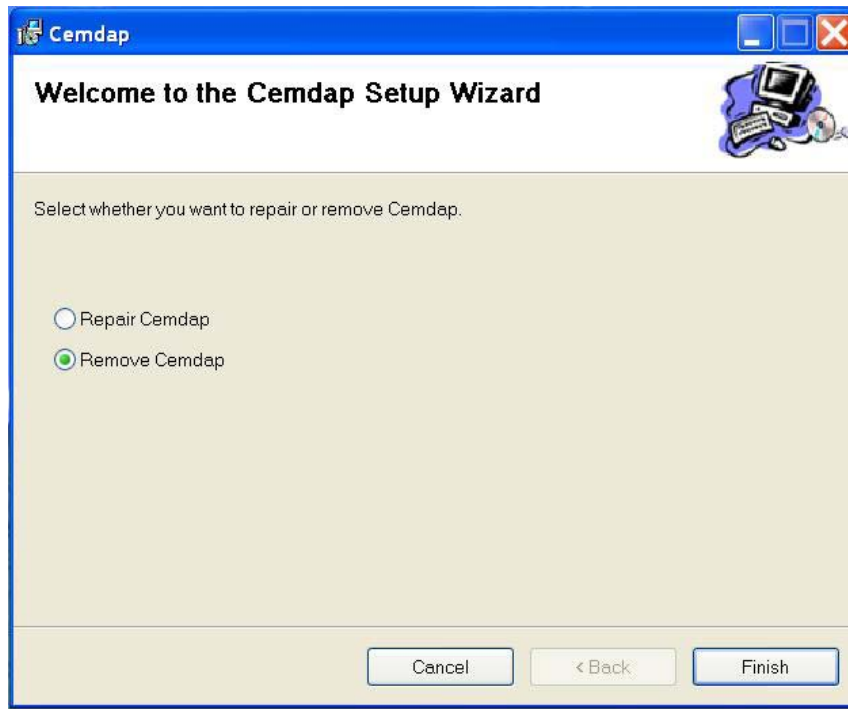 Cemdap
Welcome to the Cemdap Setup Wizard
Select whether you want to repair or remove Cemdap.
Repair Cemdap
Remove Cemdap
Cancel
< Back
Finish